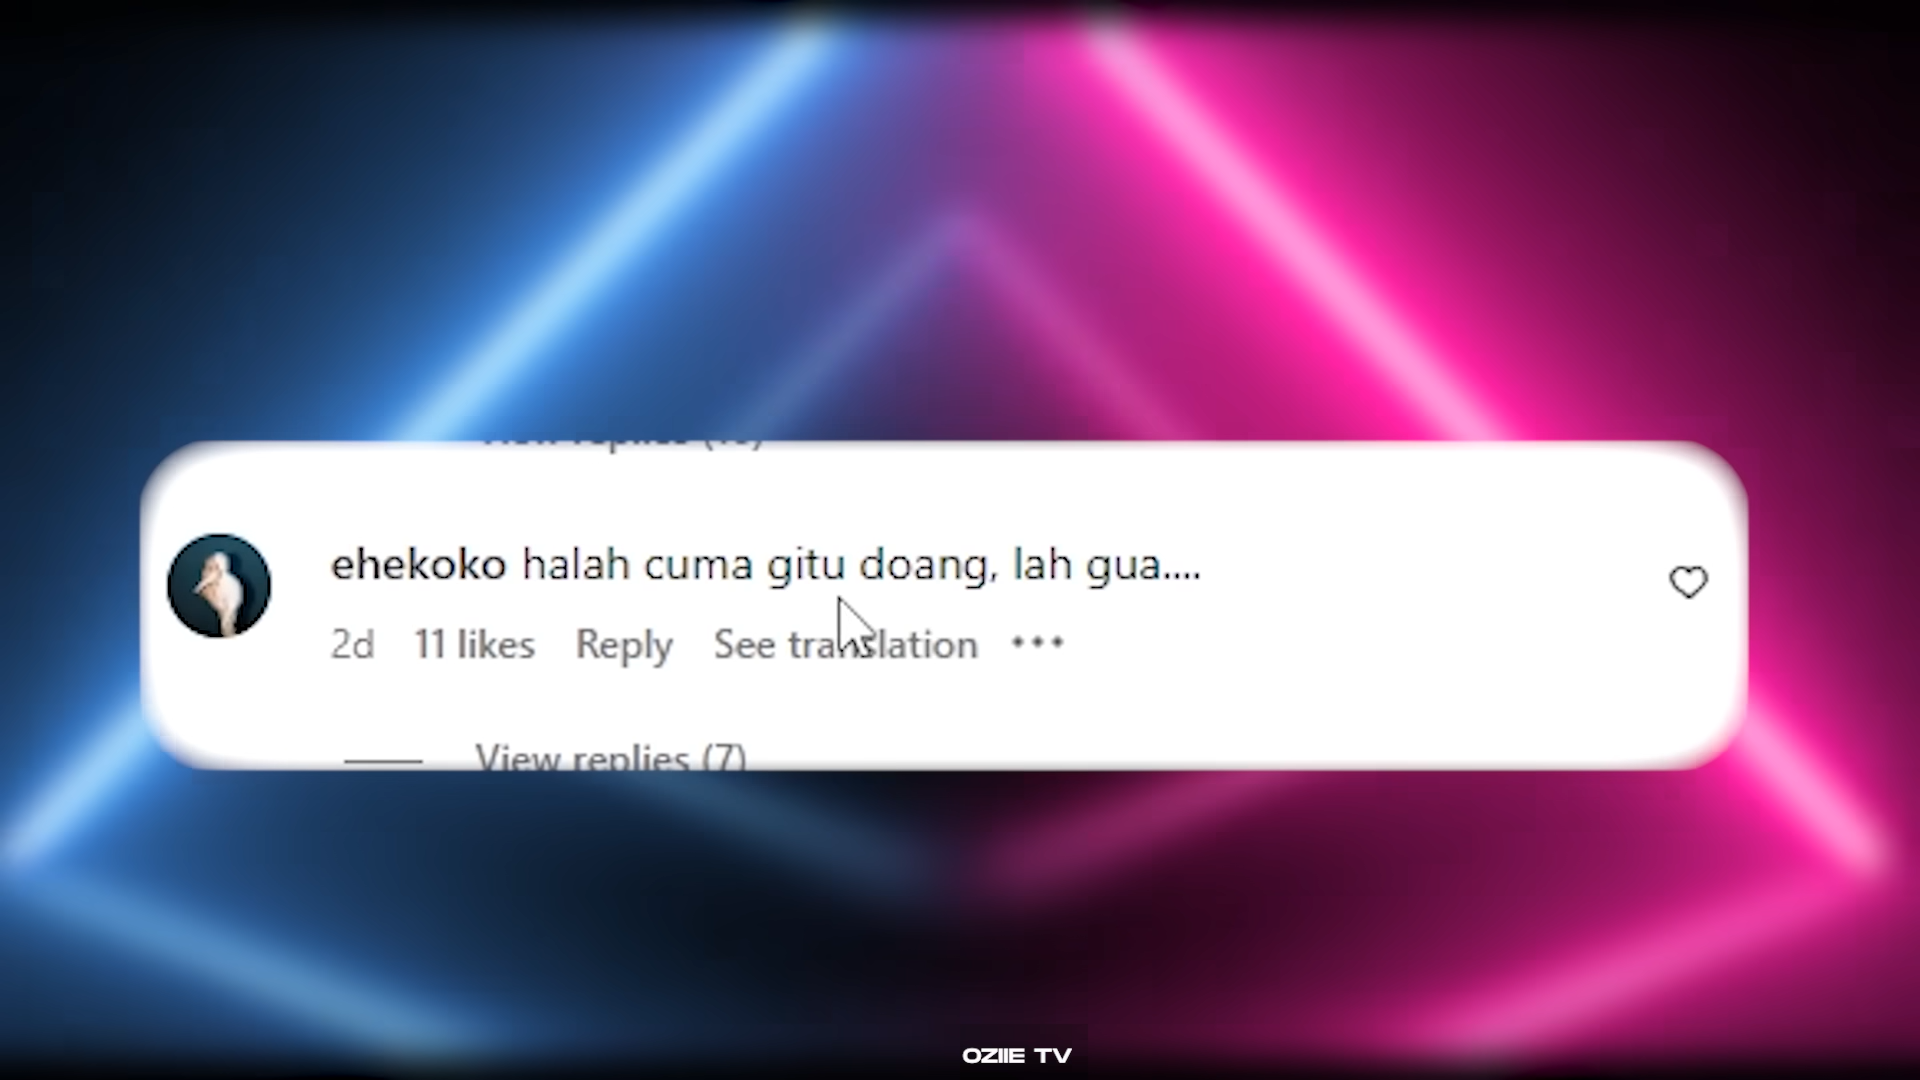 ehekoko halah cuma gitu doang, lah gua....
2d 11 likes Reply See translation •••
View replies (7)
OZIIE TV